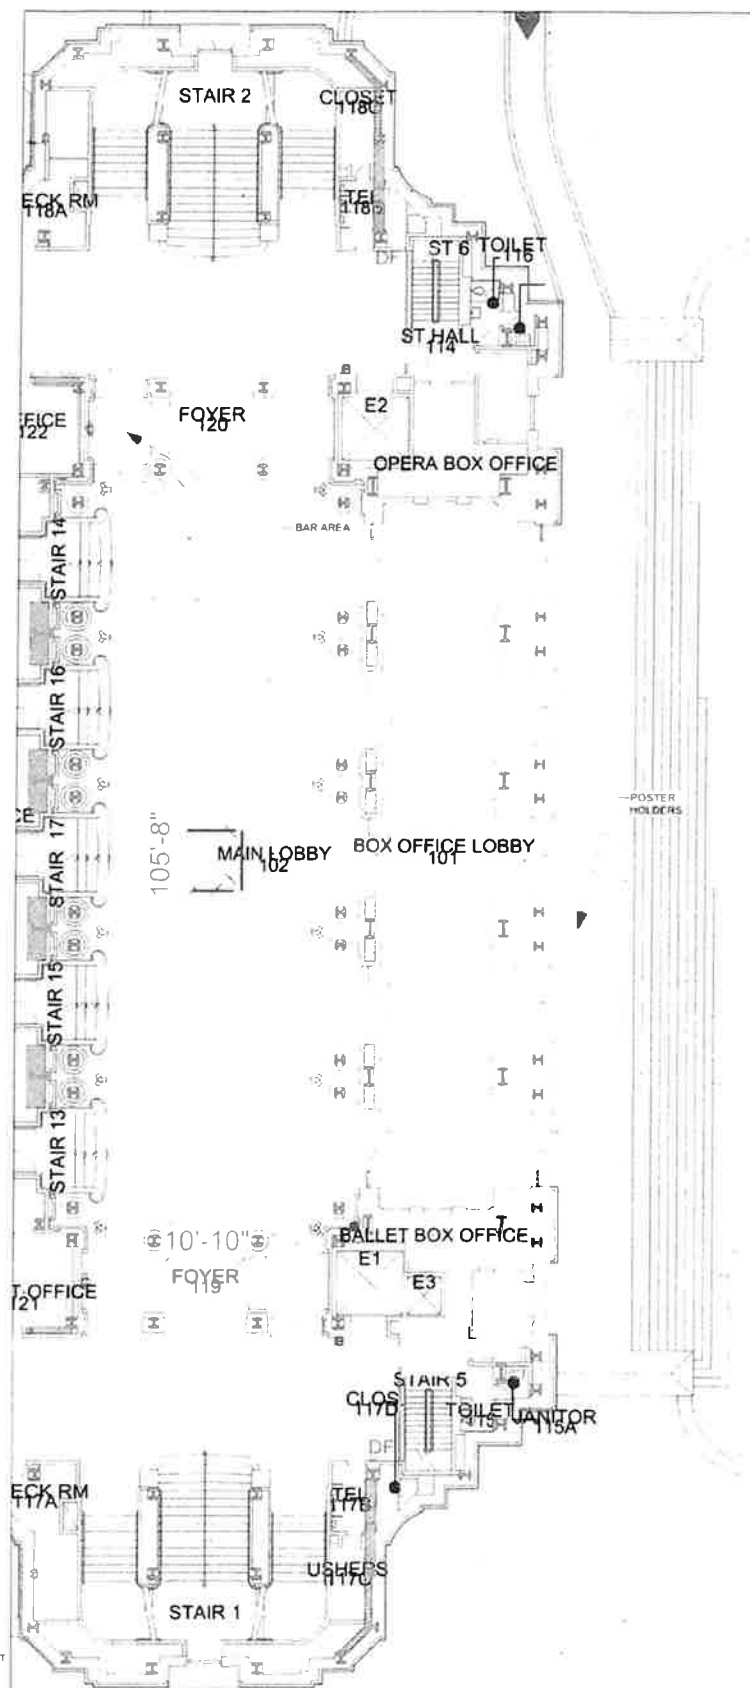 STAIR 2
CLOSET
118C
ECK RM
118A
TEL
118
DF
ST 6
TOILET
116
ST HALL
114
FOYER
120
E2
FICE
122
OPERA BOX OFFICE
BAR AREA
STAIR 14
STAIR 16
POSTER
HOLDERS
CE
STAIR 17
105'-8"
MAIN LOBBY
102
BOX OFFICE LOBBY
101
STAIR 15
STAIR 13
BALLET BOX OFFICE
10'-10"
FOYER
119
E1
E3
T OFFICE
121
L
STAIR 5
CLOS
117D
TOILET
115
JANITOR
115A
DF
ECK RM
117A
TEL
117B
USHERS
117C
STAIR 1
T